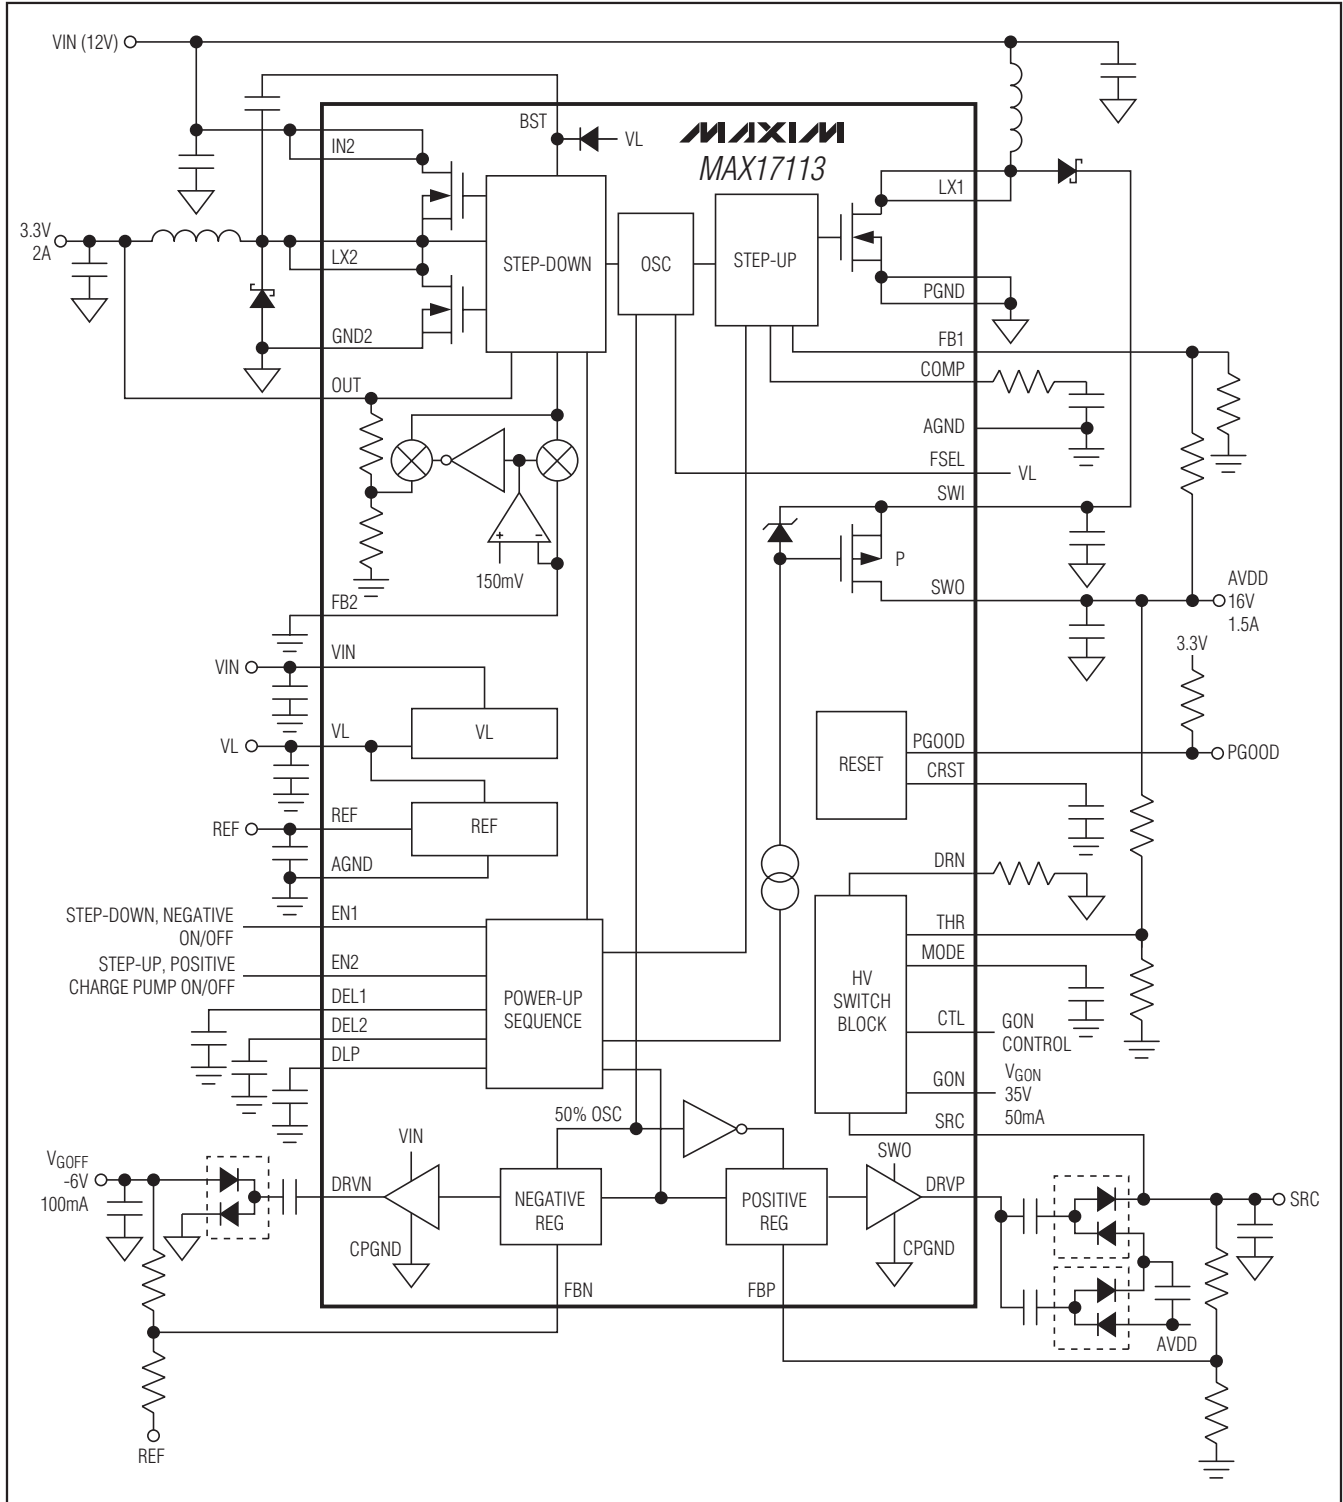 VIN (12V)
BST
VL
MAXIM
MAX17113
IN2
LX1
3.3V
2A
LX2
STEP-DOWN
OSC
STEP-UP
PGND
GND2
FB1
OUT
COMP
AGND
FSEL
VL
SWI
+
-
150mV
P
FB2
SWO
AVDD
16V
1.5A
3.3V
VIN
VIN
VL
VL
VL
PGOOD
PGOOD
RESET
CRST
REF
REF
REF
AGND
DRN
STEP-DOWN, NEGATIVE
ON/OFF
EN1
THR
STEP-UP, POSITIVE
CHARGE PUMP ON/OFF
EN2
MODE
DEL1
POWER-UP
SEQUENCE
HV
SWITCH
BLOCK
DEL2
CTL
GON
CONTROL
DLP
GON
VGON
35V
50mA
50% OSC
SRC
VGOFF
-6V
100mA
VIN
SWO
DRVN
NEGATIVE
REG
POSITIVE
REG
DRVP
SRC
CPGND
CPGND
FBN
FBP
AVDD
REF